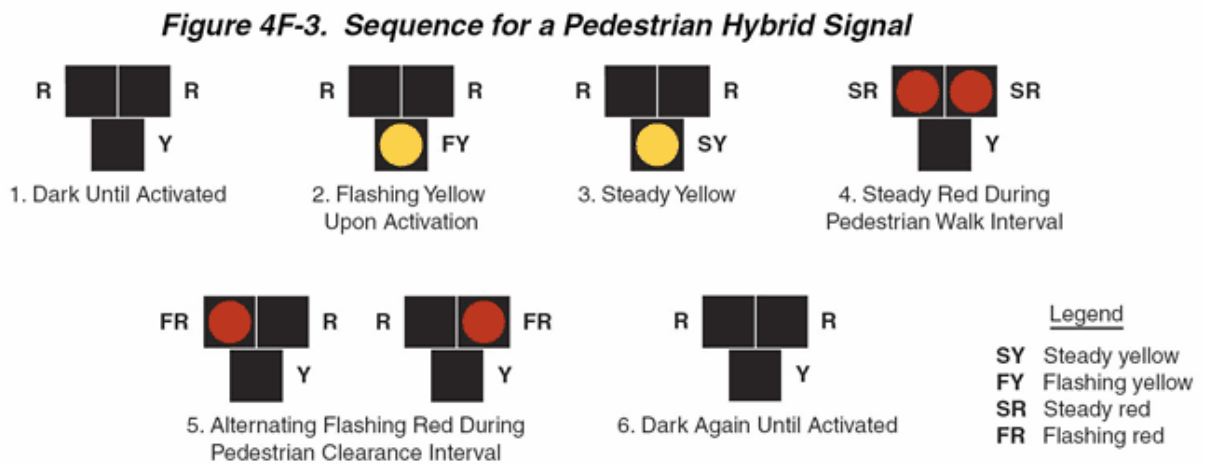 Figure 4F-3. Sequence for a Pedestrian Hybrid Signal
R R
Y
1. Dark Until Activated
R R
FY
2. Flashing Yellow
Upon Activation
R R
SY
3. Steady Yellow
SR SR
Y
4. Steady Red During
Pedestrian Walk Interval
FR R
Y
R FR
Y
5. Alternating Flashing Red During
Pedestrian Clearance Interval
R R
Y
6. Dark Again Until Activated
Legend
SY Steady yellow
FY Flashing yellow
SR Steady red
FR Flashing red